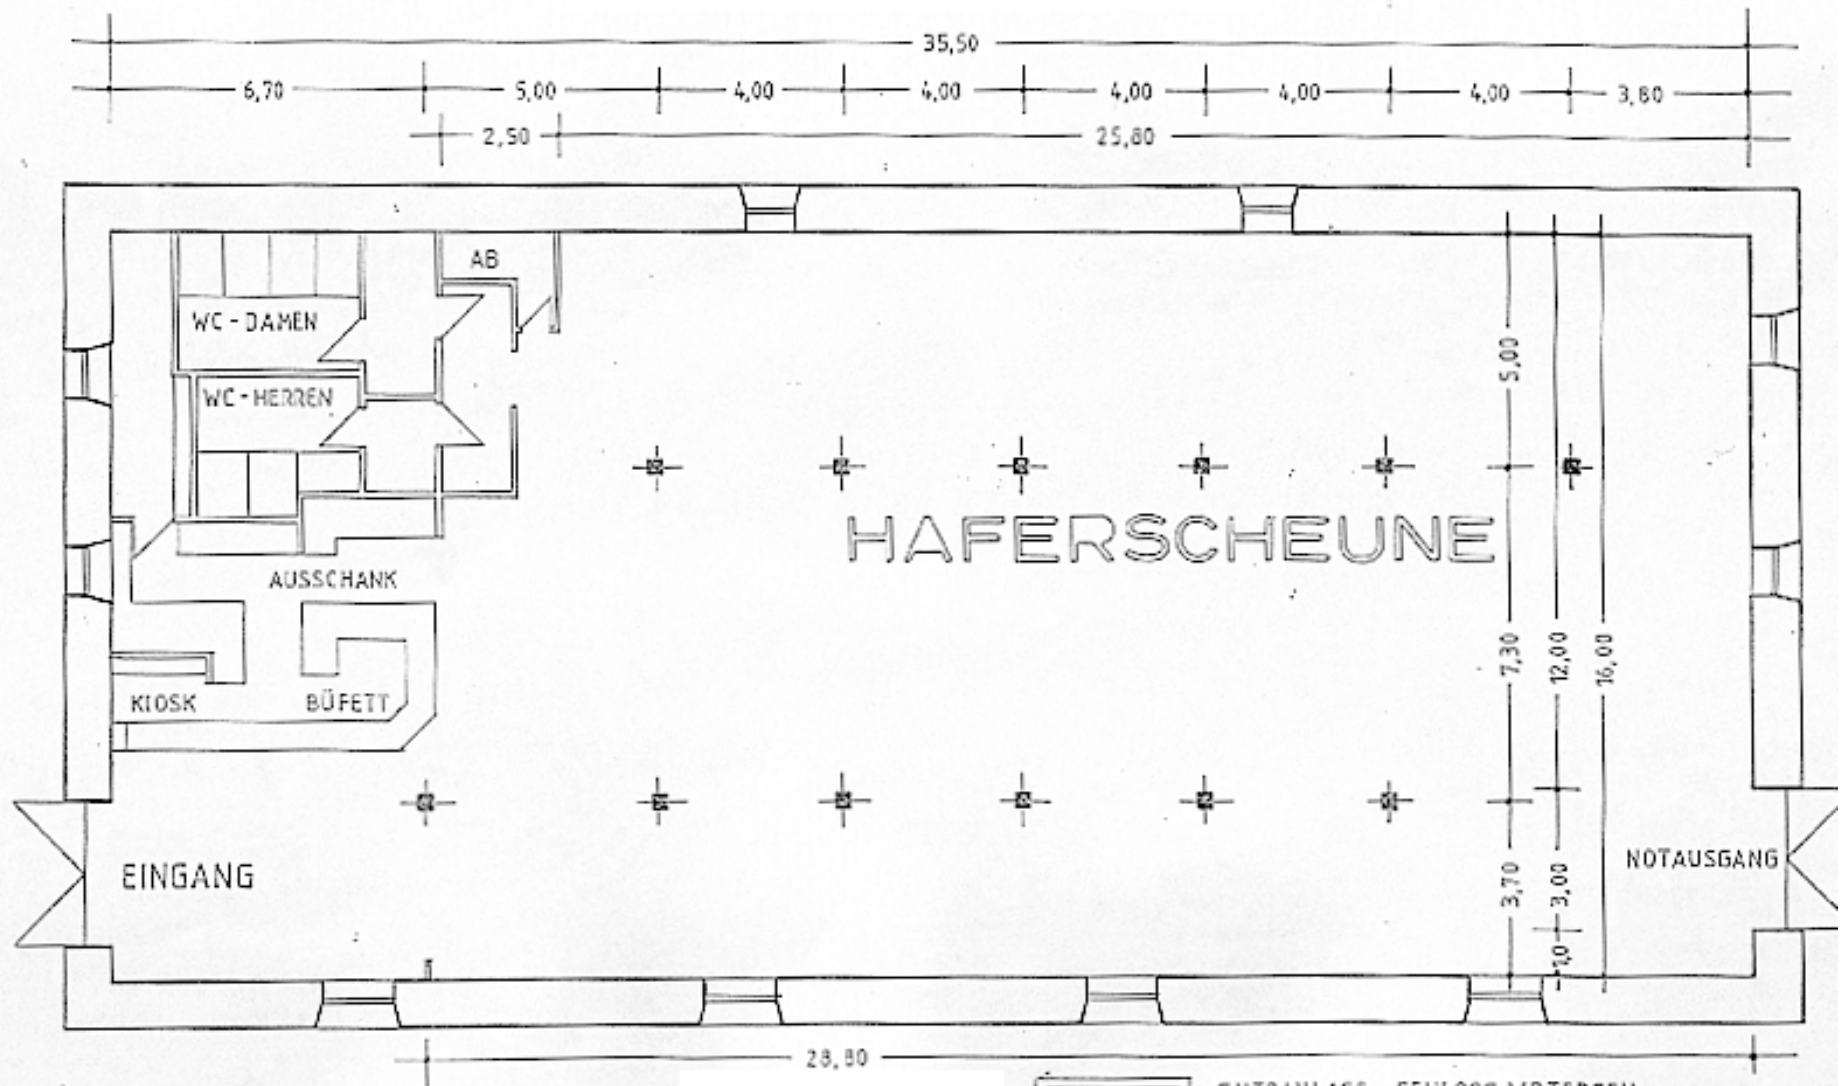 35,50
6,70 5,00 4,00 4,00 4,00 4,00 4,00 3,80
2,50 25,80
AB
WC - DAMEN
5,00
WC - HERREN
HAFERSCHEUNE
AUSSCHANK
7,30 12,00 16,00
KIOSK BÜFETT
EINGANG
NOTAUSGANG
3,70 3,00
1,0
28,80